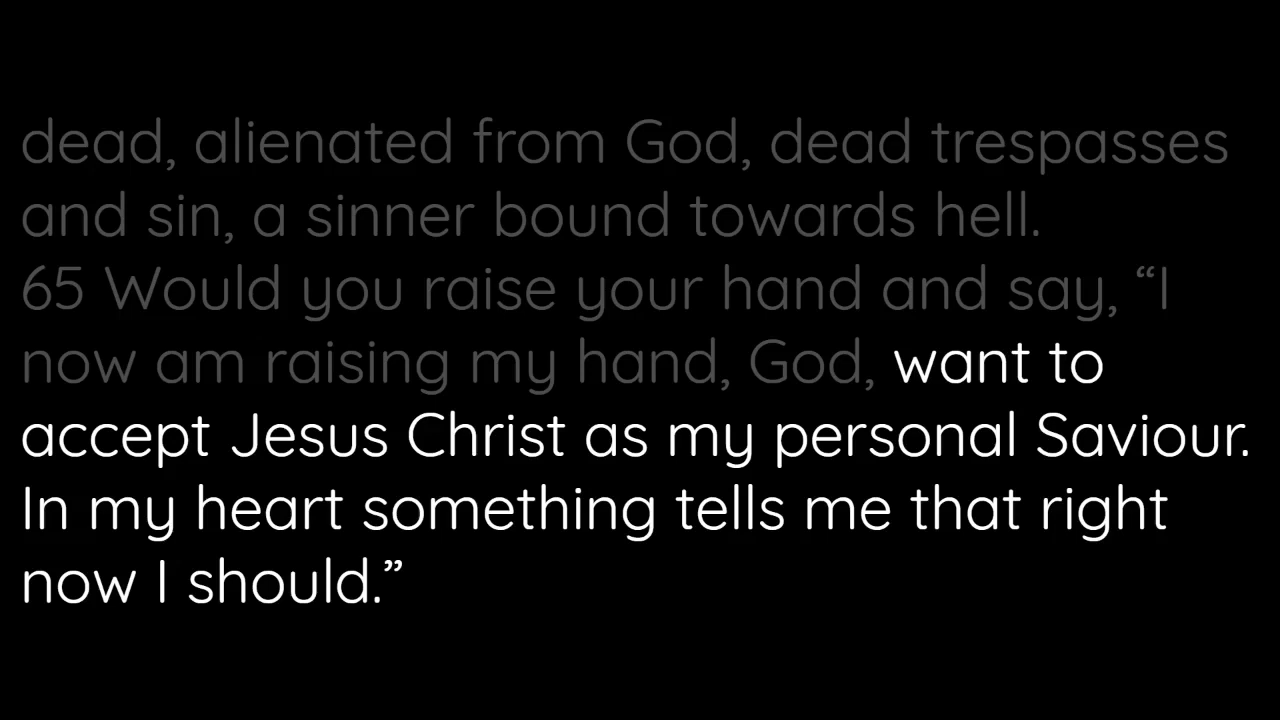 dead, alienated from God, dead trespasses
and sin, a sinner bound towards hell.
65 Would you raise your hand and say, “I
now am raising my hand, God, want to
accept Jesus Christ as my personal Saviour.
In my heart something tells me that right
now I should.”